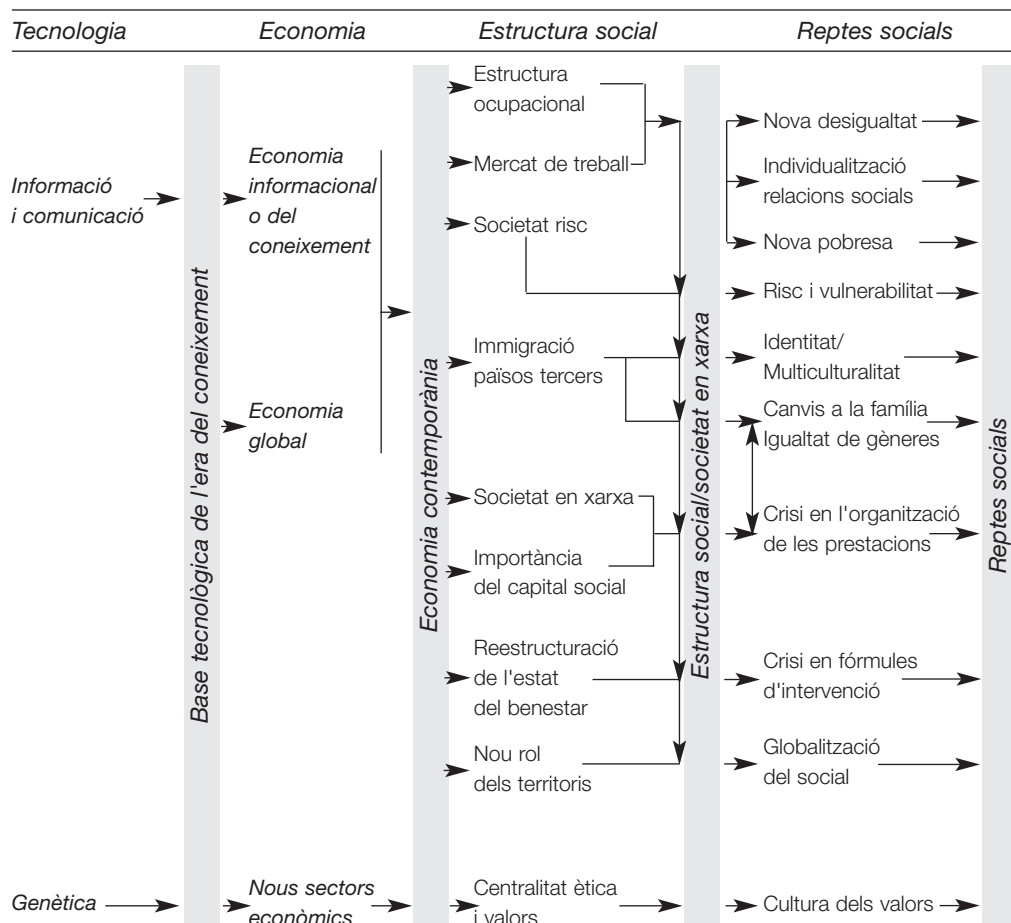 Tecnologia
Economia
Estructura social
Reptes socials
Informació
i comunicació
Genètica
Base tecnològica de l'era del coneixement
Economia
informacional
o del
coneixement
Economia
global
Nous sectors
econòmics
Economia contemporània
Estructura
ocupacional
Mercat de treball
Societat risc
Immigració
països tercers
Societat en xarxa
Importància
del capital social
Reestructuració
de l'estat
del benestar
Nou rol
dels territoris
Centralitat ètica
i valors
Estructura social/societat en xarxa
Nova desigualtat
Individualització
relacions socials
Nova pobresa
Risc i vulnerabilitat
Identitat/
Multiculturalitat
Canvis a la família
Igualtat de gèneres
Crisi en l'organització
de les prestacions
Crisi en fórmules
d'intervenció
Globalització
del social
Cultura dels valors
Reptes socials